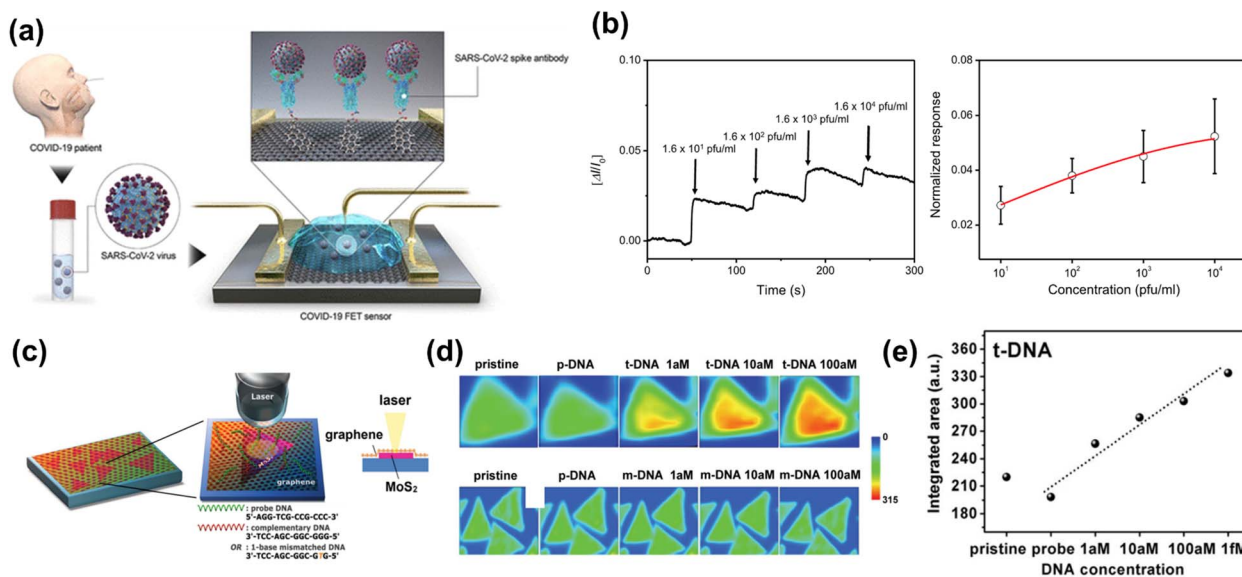 (a)
SARS-CoV-2 spike antibody
COVID-19 patient
SARS-CoV-2 virus
COVID-19 FET sensor
(b)
0.10
0.05
0.00
[ΔI/I₀]
1.6 x 10¹ pfu/ml
1.6 x 10² pfu/ml
1.6 x 10³ pfu/ml
1.6 x 10⁴ pfu/ml
0
100
200
300
Time (s)
0.08
0.06
0.04
0.02
Normalized response
10¹
10²
10³
10⁴
Concentration (pfu/ml)
(c)
Laser
graphene
laser
graphene
MoS₂
: probe DNA
5'-AGG-TCG-CCG-CCC-3'
: complementary DNA
3'-TCC-AGC-GGC-GGG-5'
OR : 1-base mismatched DNA
3'-TCC-AGC-GGC-GTG-5'
(d)
pristine p-DNA t-DNA 1aM t-DNA 10aM t-DNA 100aM
0
315
pristine p-DNA m-DNA 1aM m-DNA 10aM m-DNA 100aM
(e)
t-DNA
360
330
300
270
240
210
180
Integrated area (a.u.)
pristine probe 1aM 10aM 100aM 1fM
DNA concentration